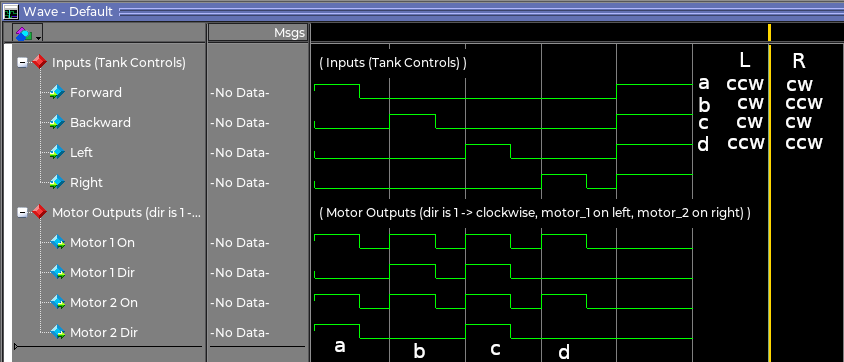 Wave - Default
Msgs
Inputs (Tank Controls)
( Inputs (Tank Controls) )
L R
Forward -No Data- a ccw cw
Backward -No Data- b cw ccw
c cw cw
Left -No Data- d ccw ccw
Right -No Data-
Motor Outputs (dir is 1 -...
( Motor Outputs (dir is 1 -> clockwise, motor_1 on left, motor_2 on right) )
Motor 1 On -No Data-
Motor 1 Dir -No Data-
Motor 2 On -No Data-
Motor 2 Dir -No Data-
a b c d